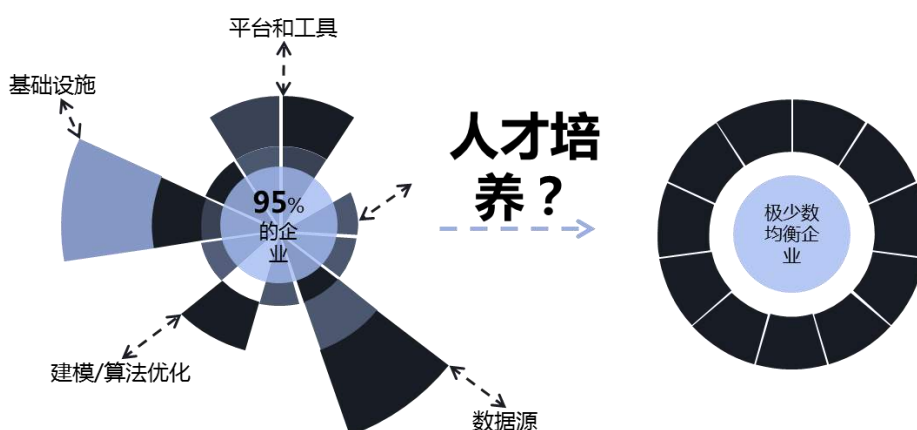 平台和工具
基础设施
人才培
养？
95%
的企
业
极少数
均衡企
业
建模/算法优化
数据源